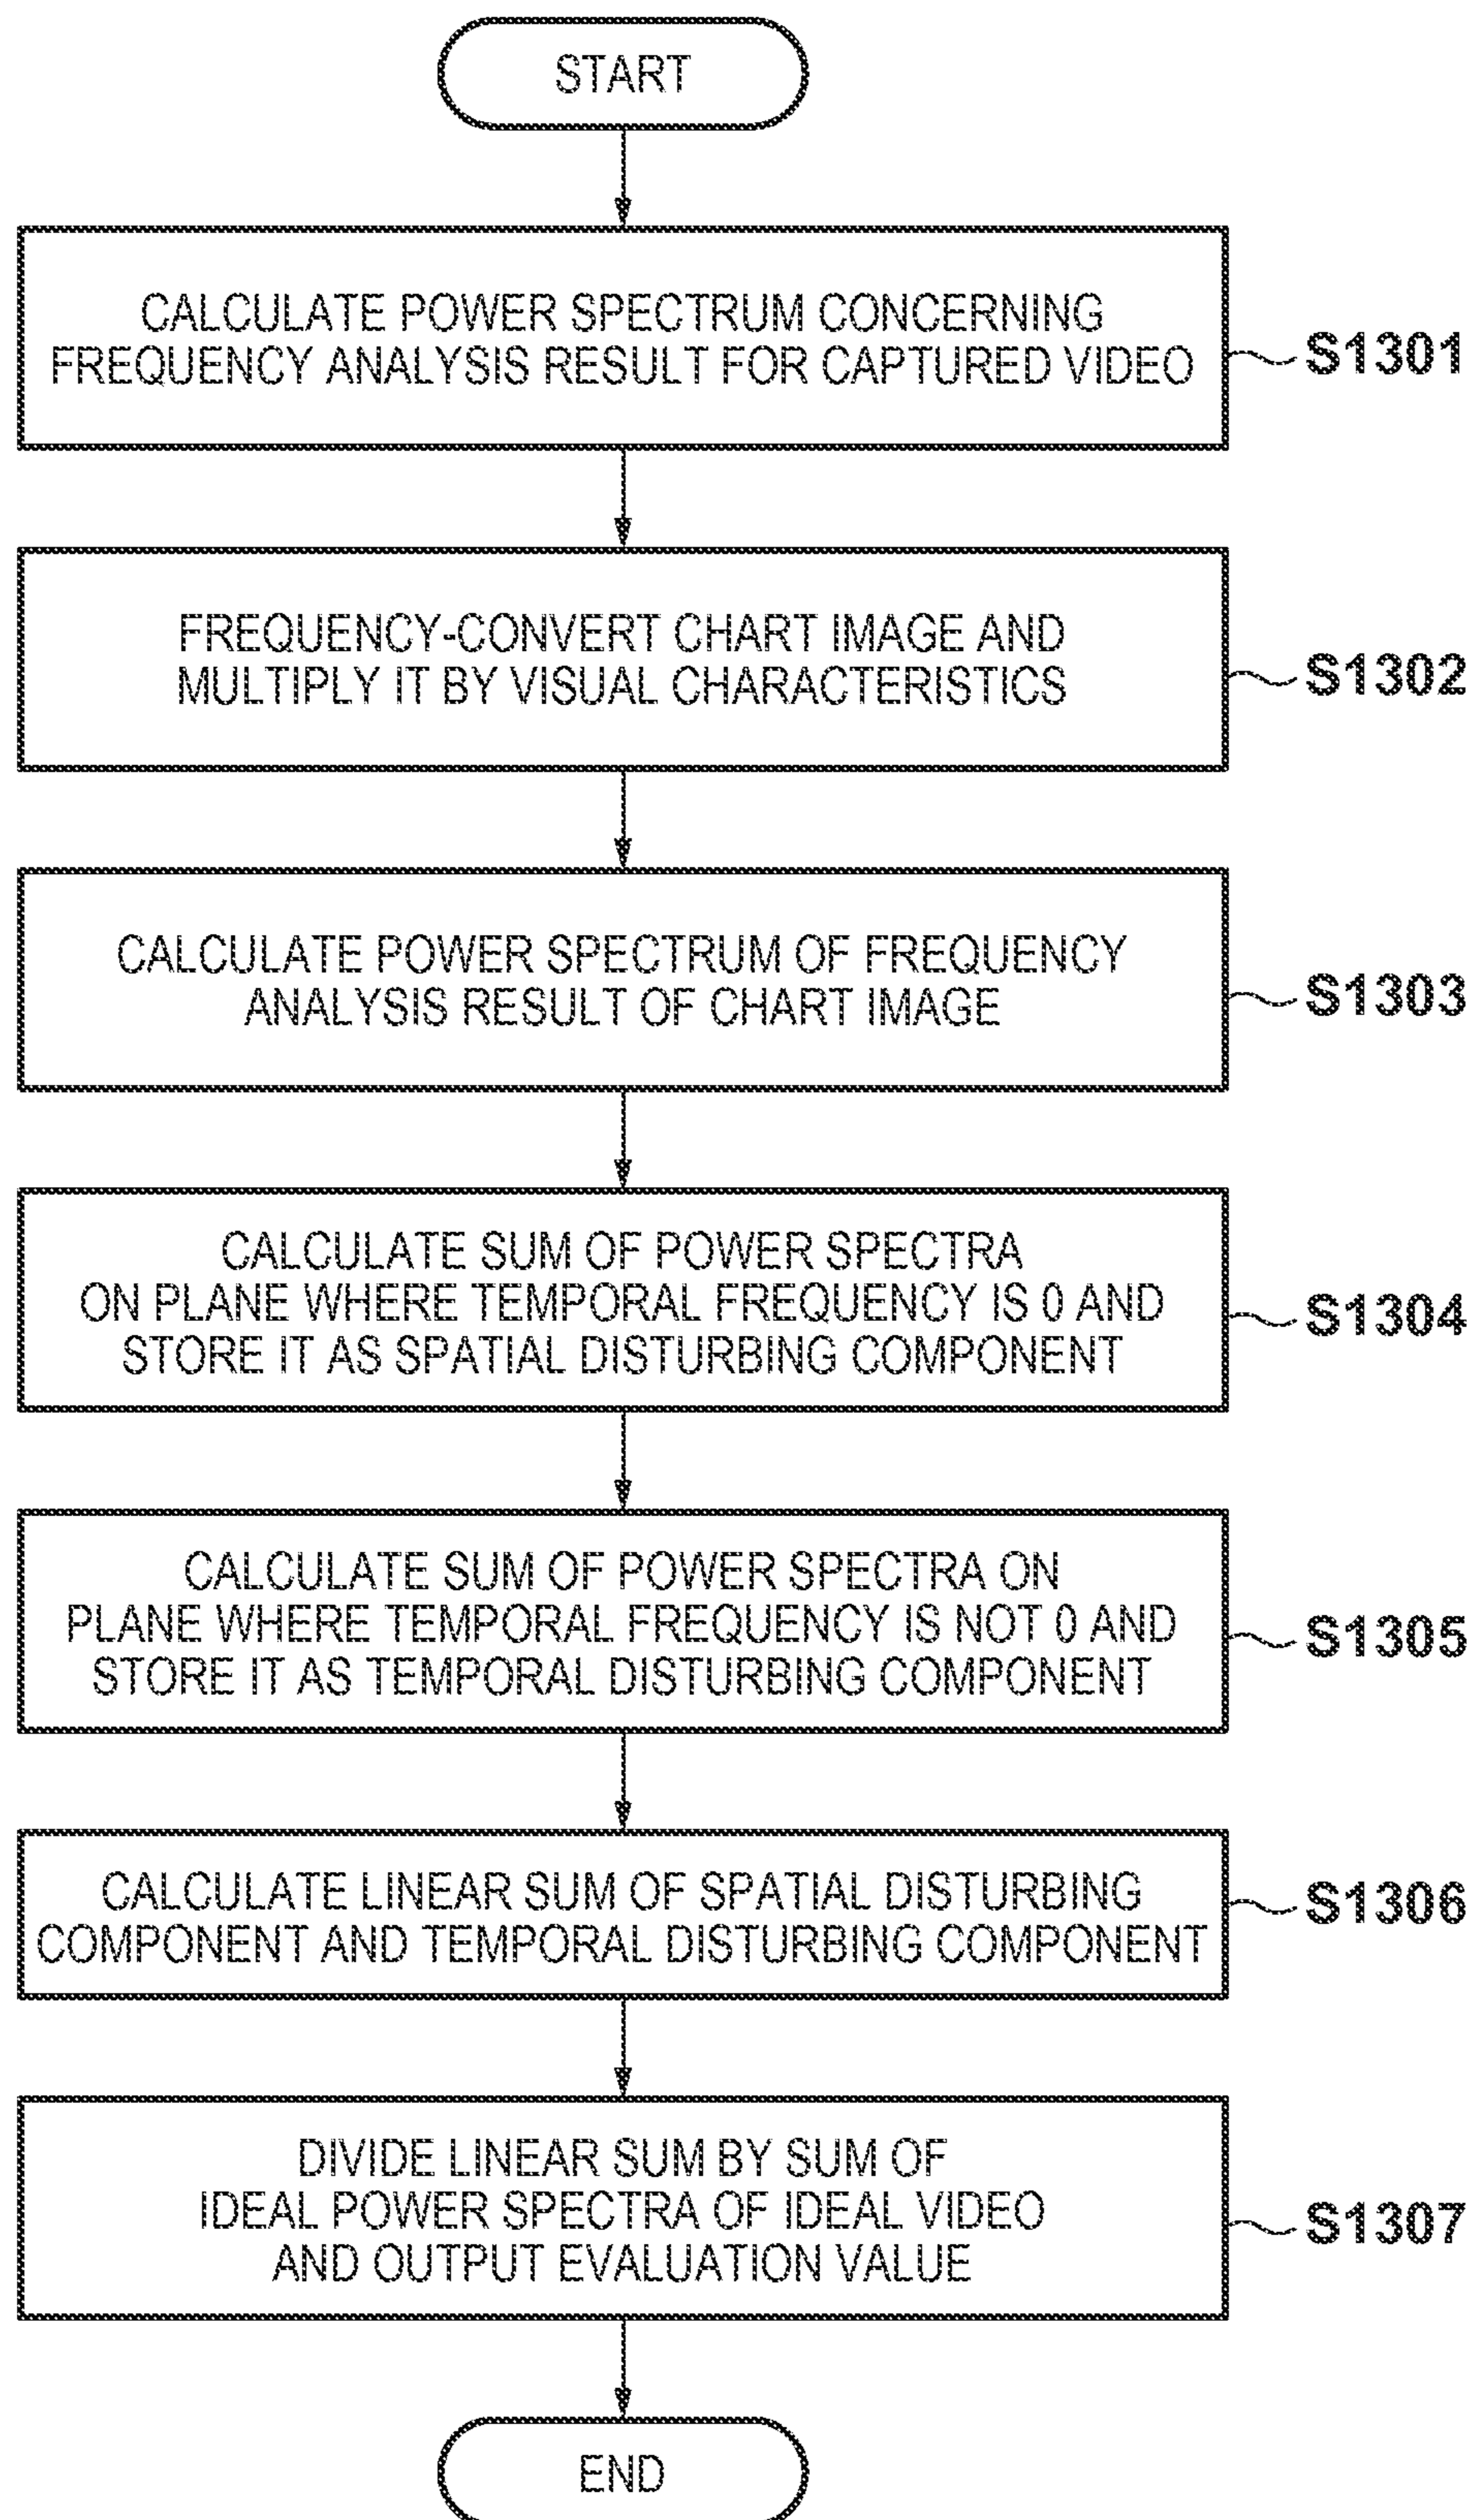 START
CALCULATE POWER SPECTRUM CONCERNING
FREQUENCY ANALYSIS RESULT FOR CAPTURED VIDEO
S1301
FREQUENCY-CONVERT CHART IMAGE AND
MULTIPLY IT BY VISUAL CHARACTERISTICS
S1302
CALCULATE POWER SPECTRUM OF FREQUENCY
ANALYSIS RESULT OF CHART IMAGE
S1303
CALCULATE SUM OF POWER SPECTRA
ON PLANE WHERE TEMPORAL FREQUENCY IS 0 AND
STORE IT AS SPATIAL DISTURBING COMPONENT
S1304
CALCULATE SUM OF POWER SPECTRA ON
PLANE WHERE TEMPORAL FREQUENCY IS NOT 0 AND
STORE IT AS TEMPORAL DISTURBING COMPONENT
S1305
CALCULATE LINEAR SUM OF SPATIAL DISTURBING
COMPONENT AND TEMPORAL DISTURBING COMPONENT
S1306
DIVIDE LINEAR SUM BY SUM OF
IDEAL POWER SPECTRA OF IDEAL VIDEO
AND OUTPUT EVALUATION VALUE
S1307
END